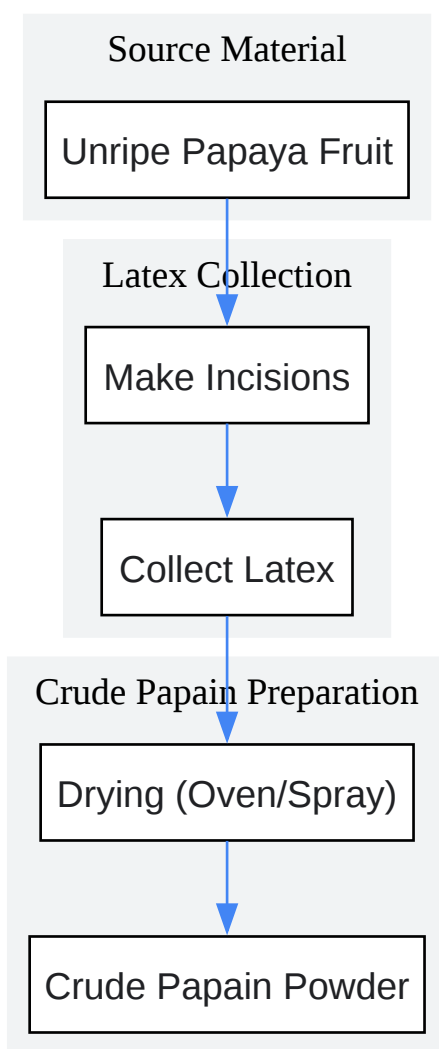 Source Material
Unripe Papaya Fruit
Latex Collection
Make Incisions
Collect Latex
Crude Papain Preparation
Drying (Oven/Spray)
Crude Papain Powder